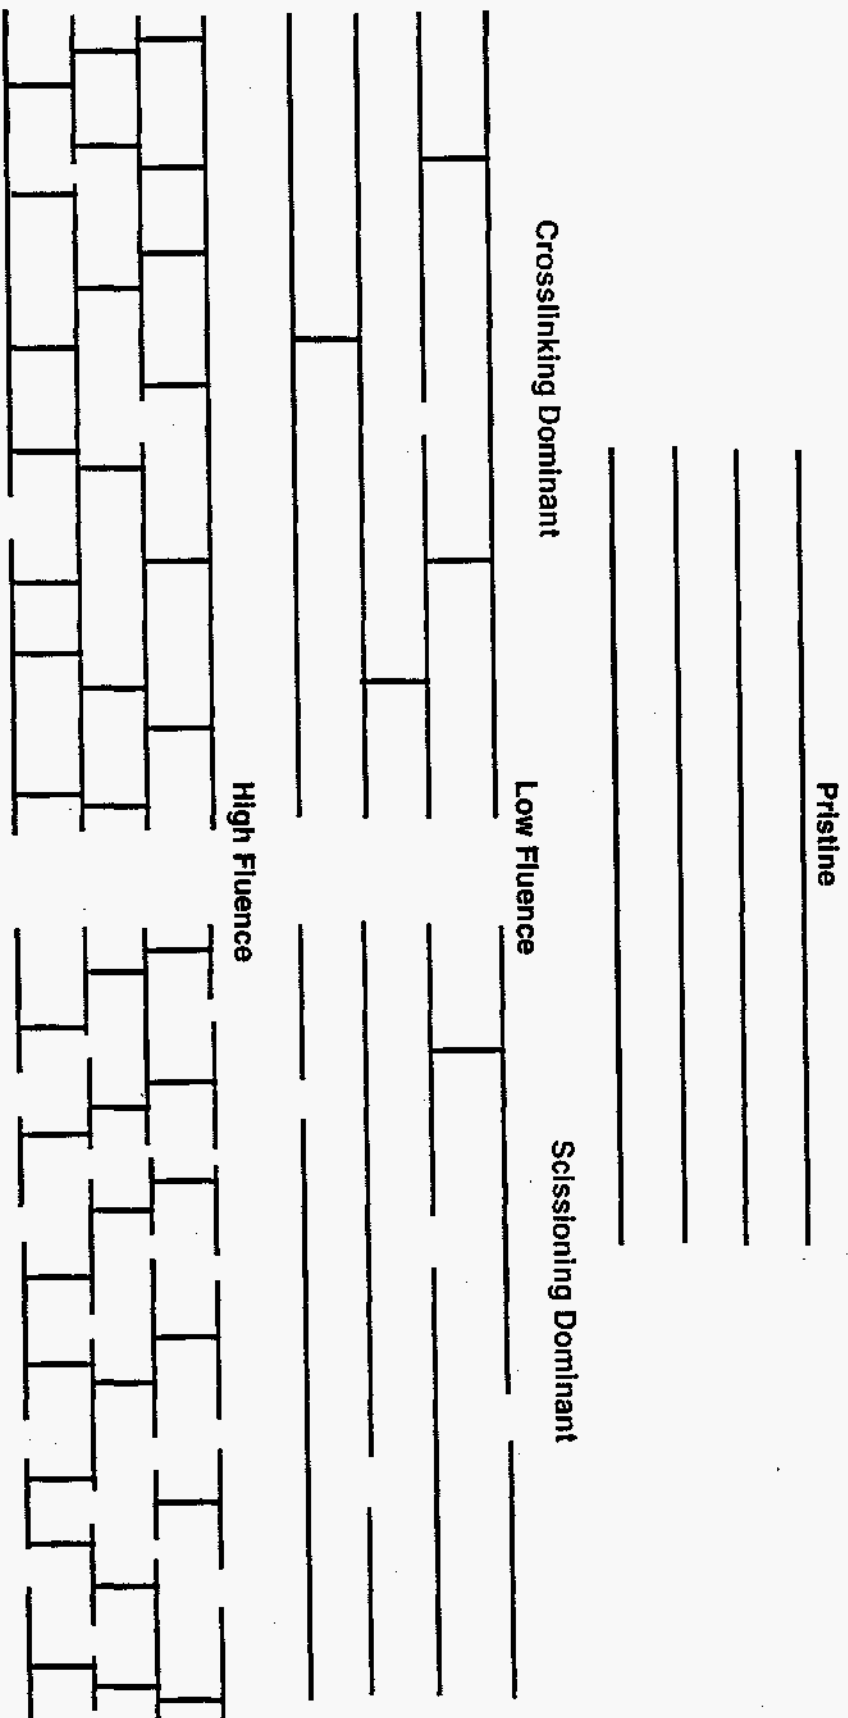 Pristine
Crosslinking Dominant
Scissioning Dominant
Low Fluence
High Fluence